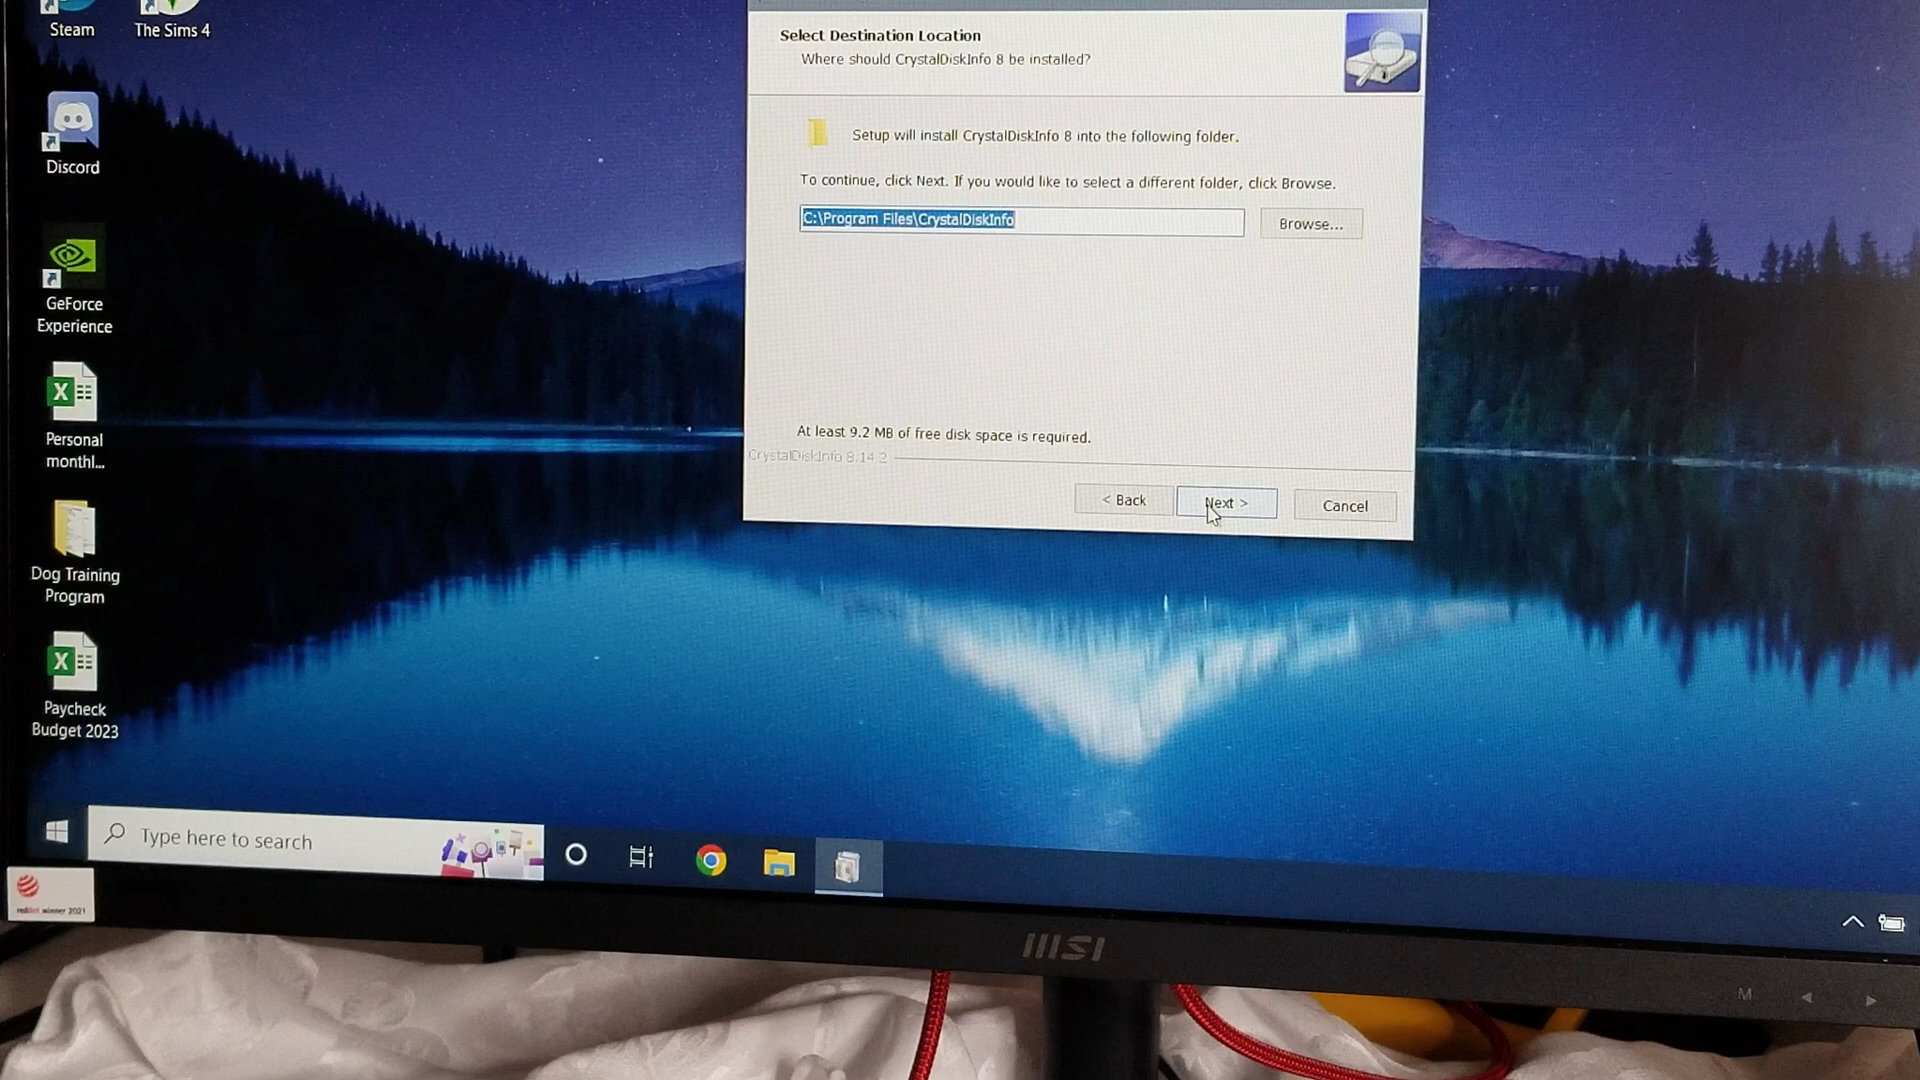 Steam
The Sims 4
Discord
GeForce
Experience
Personal
monthl...
Dog Training
Program
Paycheck
Budget 2023
Select Destination Location
Where should CrystalDiskInfo 8 be installed?
Setup will install CrystalDiskInfo 8 into the following folder.
To continue, click Next. If you would like to select a different folder, click Browse.
C:\Program Files\CrystalDiskInfo
Browse...
At least 9.2 MB of free disk space is required.
CrystalDiskInfo 8.14.2
< Back
Next >
Cancel
Type here to search
reddot winner 2021
msi
M